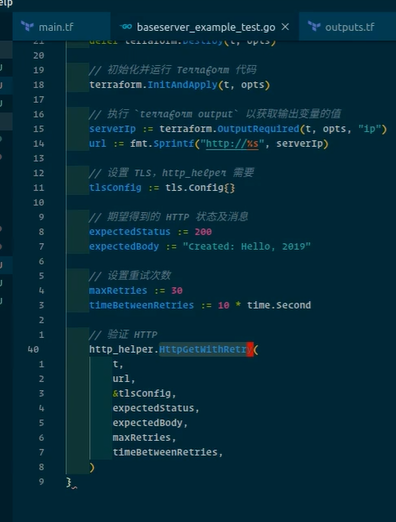 elp
main.tf
baseserver_example_test.go
outputs.tf
21 defer terraform.Destroy(t, opts)
20
19 // 初始化并运行 Terraform 代码
18 terraform.InitAndApply(t, opts)
17
16 // 执行 `terraform output` 以获取输出变量的值
15 serverIp := terraform.OutputRequired(t, opts, "ip")
14 url := fmt.Sprintf("http://%s", serverIp)
13
12 // 设置 TLS，http_helper 需要
11 tlsConfig := tls.Config{}
10
9 // 期望得到的 HTTP 状态及消息
8 expectedStatus := 200
7 expectedBody := "Created: Hello, 2019"
6
5 // 设置重试次数
4 maxRetries := 30
3 timeBetweenRetries := 10 * time.Second
2
1 // 验证 HTTP
40 http_helper.HttpGetWithRetry(
1 t,
2 url,
3 &tlsConfig,
4 expectedStatus,
5 expectedBody,
6 maxRetries,
7 timeBetweenRetries,
8 )
9 }